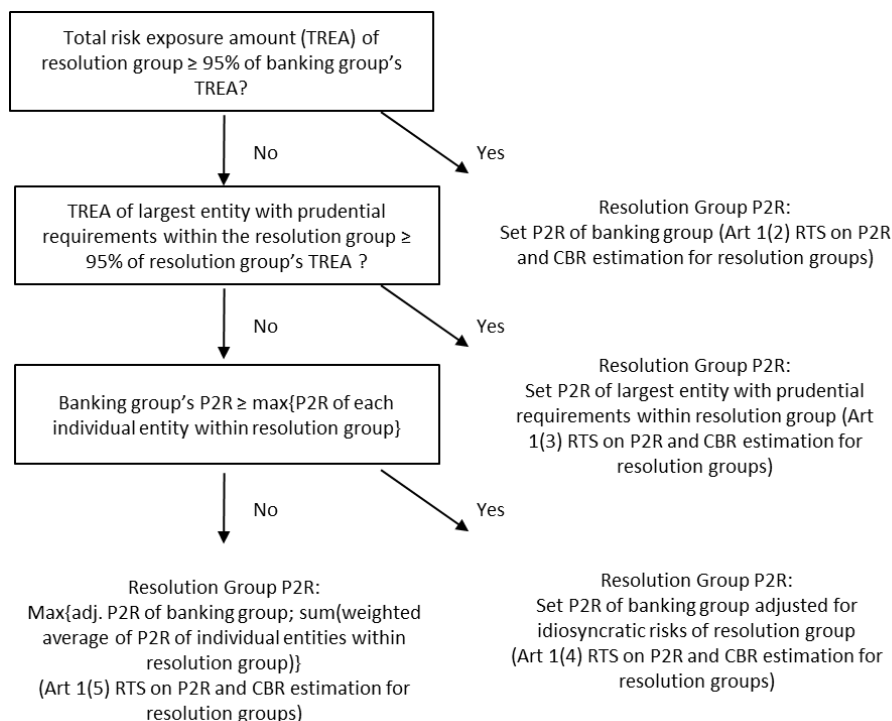 Total risk exposure amount (TREA) of
resolution group ≥ 95% of banking group's
TREA?
No
Yes
TREA of largest entity with prudential
requirements within the resolution group ≥
95% of resolution group's TREA ?
Resolution Group P2R:
Set P2R of banking group (Art 1(2) RTS on P2R
and CBR estimation for resolution groups)
No
Yes
Banking group's P2R ≥ max{P2R of each
individual entity within resolution group}
Resolution Group P2R:
Set P2R of largest entity with prudential
requirements within resolution group (Art
1(3) RTS on P2R and CBR estimation for
resolution groups)
No
Yes
Resolution Group P2R:
Max{adj. P2R of banking group; sum(weighted
average of P2R of individual entities within
resolution group)}
(Art 1(5) RTS on P2R and CBR estimation for
resolution groups)
Resolution Group P2R:
Set P2R of banking group adjusted for
idiosyncratic risks of resolution group
(Art 1(4) RTS on P2R and CBR estimation for
resolution groups)